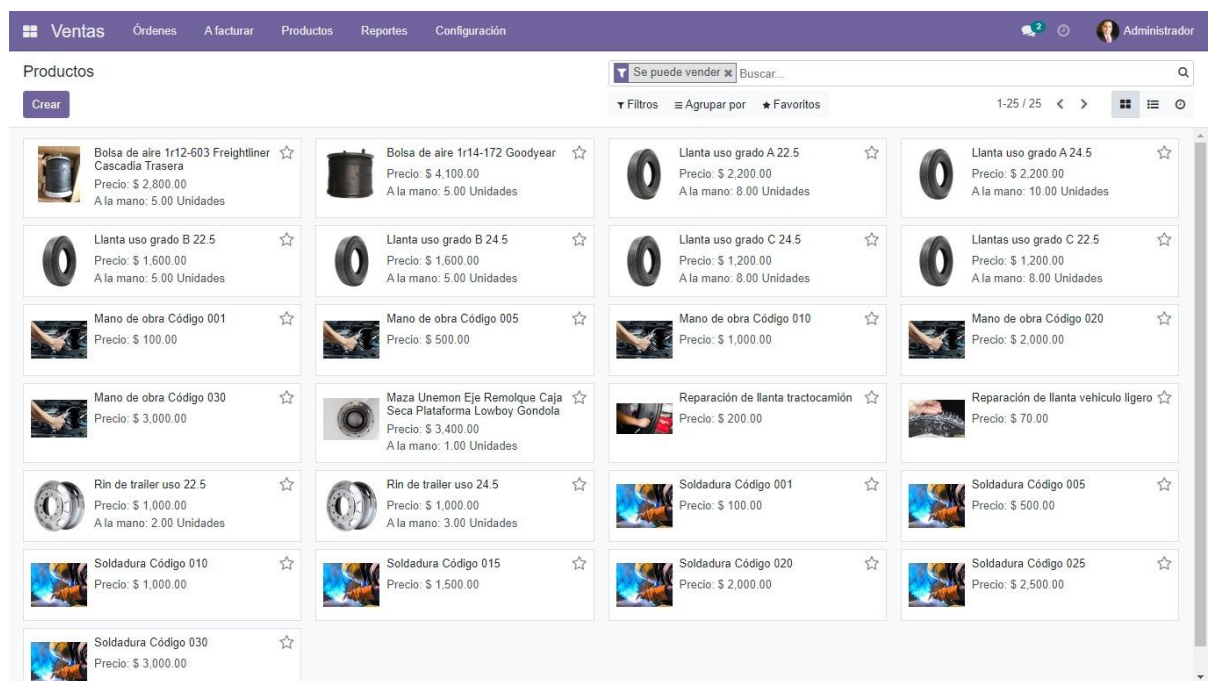 Ventas Órdenes A facturar Productos Reportes Configuración 2 Administrador
Productos Se puede vender Buscar...
Crear Filtros Agrupar por Favoritos 1-25 / 25
Bolsa de aire 1r12-603 Freightliner
Cascadia Trasera
Precio: $ 2,800.00
A la mano: 5.00 Unidades
Bolsa de aire 1r14-172 Goodyear
Precio: $ 4,100.00
A la mano: 5.00 Unidades
Llanta uso grado A 22.5
Precio: $ 2,200.00
A la mano: 8.00 Unidades
Llanta uso grado A 24.5
Precio: $ 2,200.00
A la mano: 10.00 Unidades
Llanta uso grado B 22.5
Precio: $ 1,600.00
A la mano: 5.00 Unidades
Llanta uso grado B 24.5
Precio: $ 1,600.00
A la mano: 5.00 Unidades
Llanta uso grado C 24.5
Precio: $ 1,200.00
A la mano: 8.00 Unidades
Llantas uso grado C 22.5
Precio: $ 1,200.00
A la mano: 8.00 Unidades
Mano de obra Código 001
Precio: $ 100.00
Mano de obra Código 005
Precio: $ 500.00
Mano de obra Código 010
Precio: $ 1,000.00
Mano de obra Código 020
Precio: $ 2,000.00
Mano de obra Código 030
Precio: $ 3,000.00
Maza Unemon Eje Remolque Caja
Seca Plataforma Lowboy Gondola
Precio: $ 3,400.00
A la mano: 1.00 Unidades
Reparación de llanta tractocamión
Precio: $ 200.00
Reparación de llanta vehiculo ligero
Precio: $ 70.00
Rin de trailer uso 22.5
Precio: $ 1,000.00
A la mano: 2.00 Unidades
Rin de trailer uso 24.5
Precio: $ 1,000.00
A la mano: 3.00 Unidades
Soldadura Código 001
Precio: $ 100.00
Soldadura Código 005
Precio: $ 500.00
Soldadura Código 010
Precio: $ 1,000.00
Soldadura Código 015
Precio: $ 1,500.00
Soldadura Código 020
Precio: $ 2,000.00
Soldadura Código 025
Precio: $ 2,500.00
Soldadura Código 030
Precio: $ 3,000.00